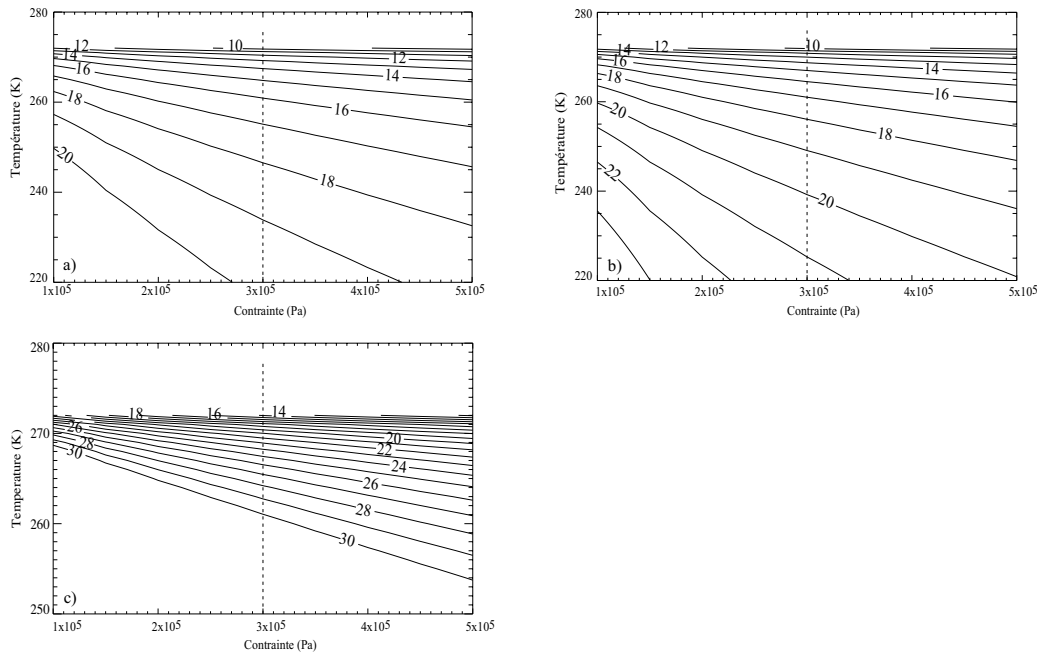 280
270
260
240
220
Température (K)
12
10
14
12
16
14
18
16
20
18
a)
1x10⁵
2x10⁵
3x10⁵
4x10⁵
5x10⁵
Contrainte (Pa)
280
270
260
240
220
Température (K)
14
12
10
16
14
18
16
20
18
22
20
b)
1x10⁵
2x10⁵
3x10⁵
4x10⁵
5x10⁵
Contrainte (Pa)
280
270
260
250
Temperature (K)
18
16
14
26
20
28
22
30
24
26
28
30
c)
1x10⁵
2x10⁵
3x10⁵
4x10⁵
5x10⁵
Contrainte (Pa)